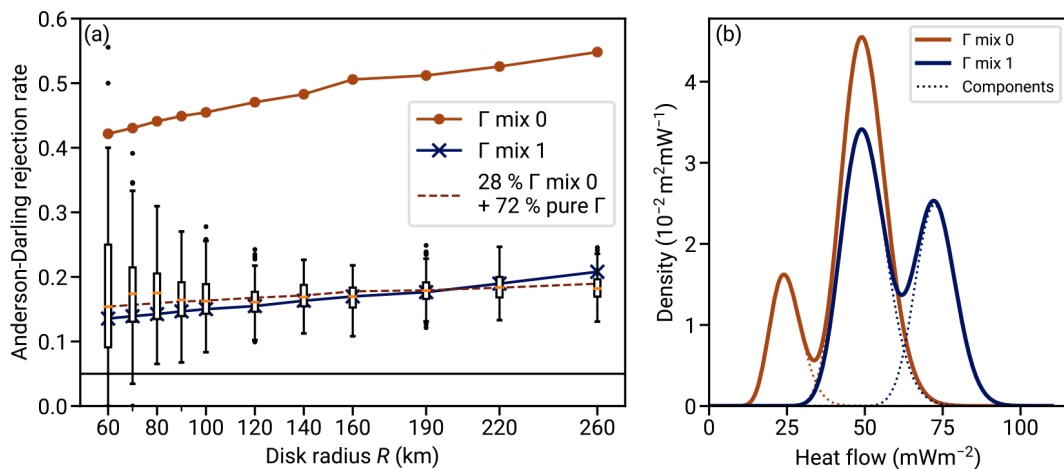 (a)
Anderson-Darling rejection rate
0.6
0.5
0.4
0.3
0.2
0.1
0.0
Γ mix 0
Γ mix 1
28 % Γ mix 0
+ 72 % pure Γ
60
80
100
120
140
160
190
220
260
Disk radius R (km)
(b)
Density (10⁻² m²mW⁻¹)
4
3
2
1
0
Γ mix 0
Γ mix 1
Components
0
25
50
75
100
Heat flow (mWm⁻²)